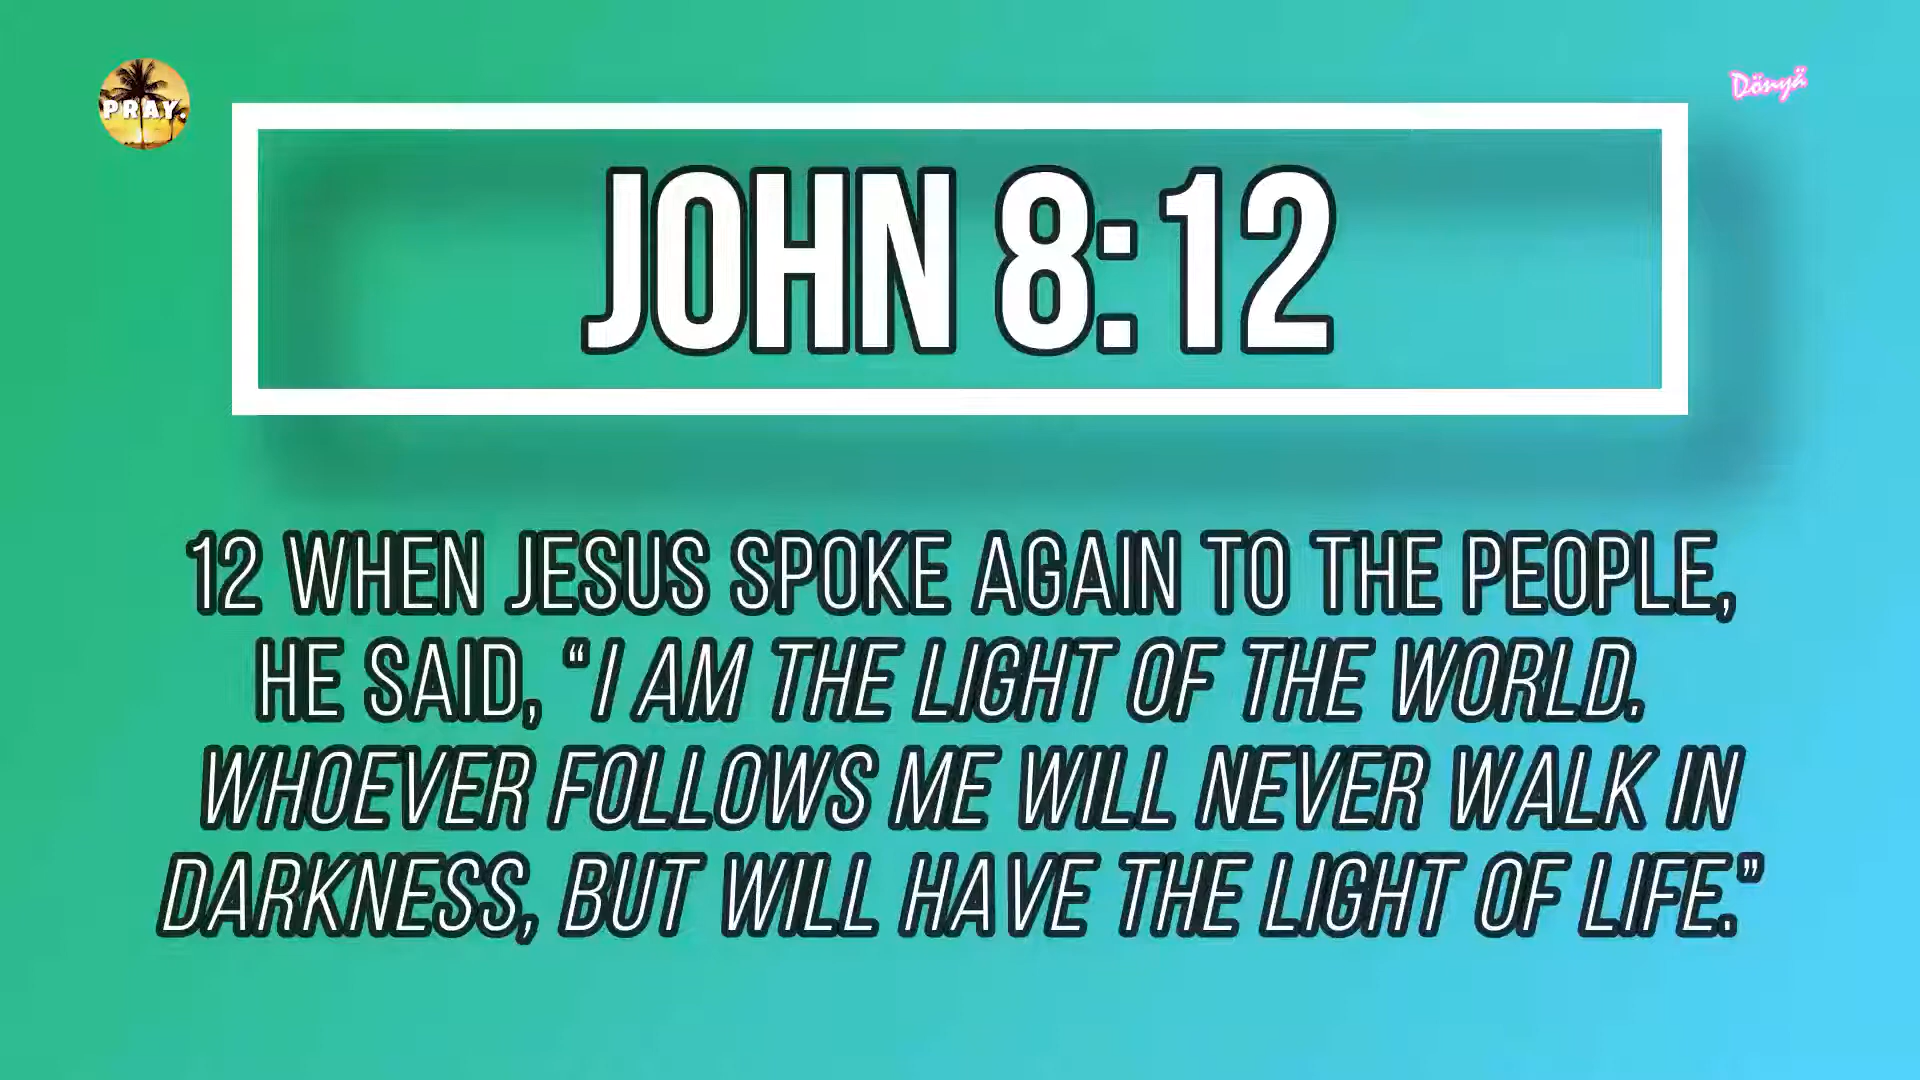 PRAY.
Dönyä
JOHN 8:12
12 WHEN JESUS SPOKE AGAIN TO THE PEOPLE,
HE SAID, “I AM THE LIGHT OF THE WORLD.
WHOEVER FOLLOWS ME WILL NEVER WALK IN
DARKNESS, BUT WILL HAVE THE LIGHT OF LIFE.”